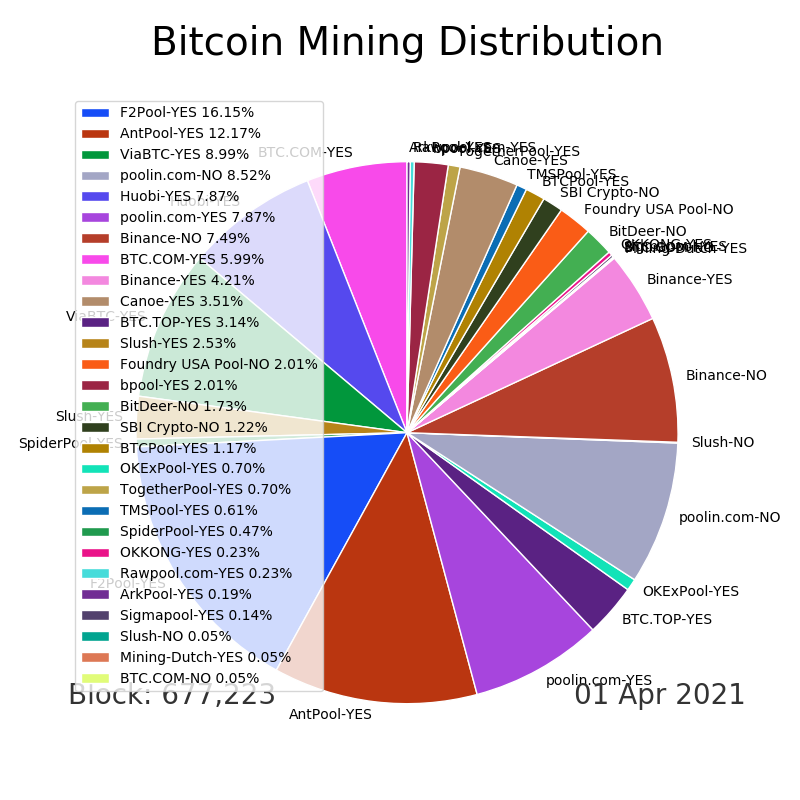 Bitcoin Mining Distribution
F2Pool-YES 16.15%
AntPool-YES 12.17%
ViaBTC-YES 8.99%
poolin.com-NO 8.52%
Huobi-YES 7.87%
poolin.com-YES 7.87%
Binance-NO 7.49%
BTC.COM-YES 5.99%
Binance-YES 4.21%
Canoe-YES 3.51%
BTC.TOP-YES 3.14%
Slush-YES 2.53%
Foundry USA Pool-NO 2.01%
bpool-YES 2.01%
BitDeer-NO 1.73%
SBI Crypto-NO 1.22%
BTCPool-YES 1.17%
OKExPool-YES 0.70%
TogetherPool-YES 0.70%
TMSPool-YES 0.61%
SpiderPool-YES 0.47%
OKKONG-YES 0.23%
Rawpool.com-YES 0.23%
ArkPool-YES 0.19%
Sigmapool-YES 0.14%
Slush-NO 0.05%
Mining-Dutch-YES 0.05%
BTC.COM-NO 0.05%
BTC.COM-YES
Huobi-YES
ViaBTC-YES
Slush-YES
SpiderPool-YES
F2Pool-YES
AntPool-YES
poolin.com-YES
BTC.TOP-YES
OKExPool-YES
poolin.com-NO
Slush-NO
Binance-NO
Binance-YES
Mining-Dutch-YES
OKKONG-YES
BitDeer-NO
Foundry USA Pool-NO
SBI Crypto-NO
BTCPool-YES
TMSPool-YES
Canoe-YES
TogetherPool-YES
Block: 677,223
01 Apr 2021